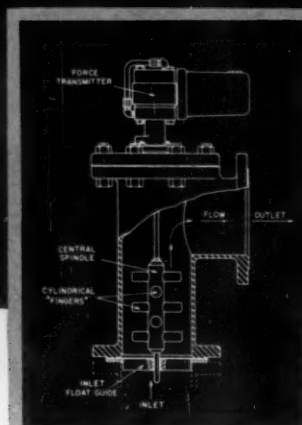 FORCE
TRANSMITTER
FLOW
OUTLET
CENTRAL
SPINDLE
CYLINDRICAL
"FINGERS"
INLET
FLOAT GUIDE
INLET